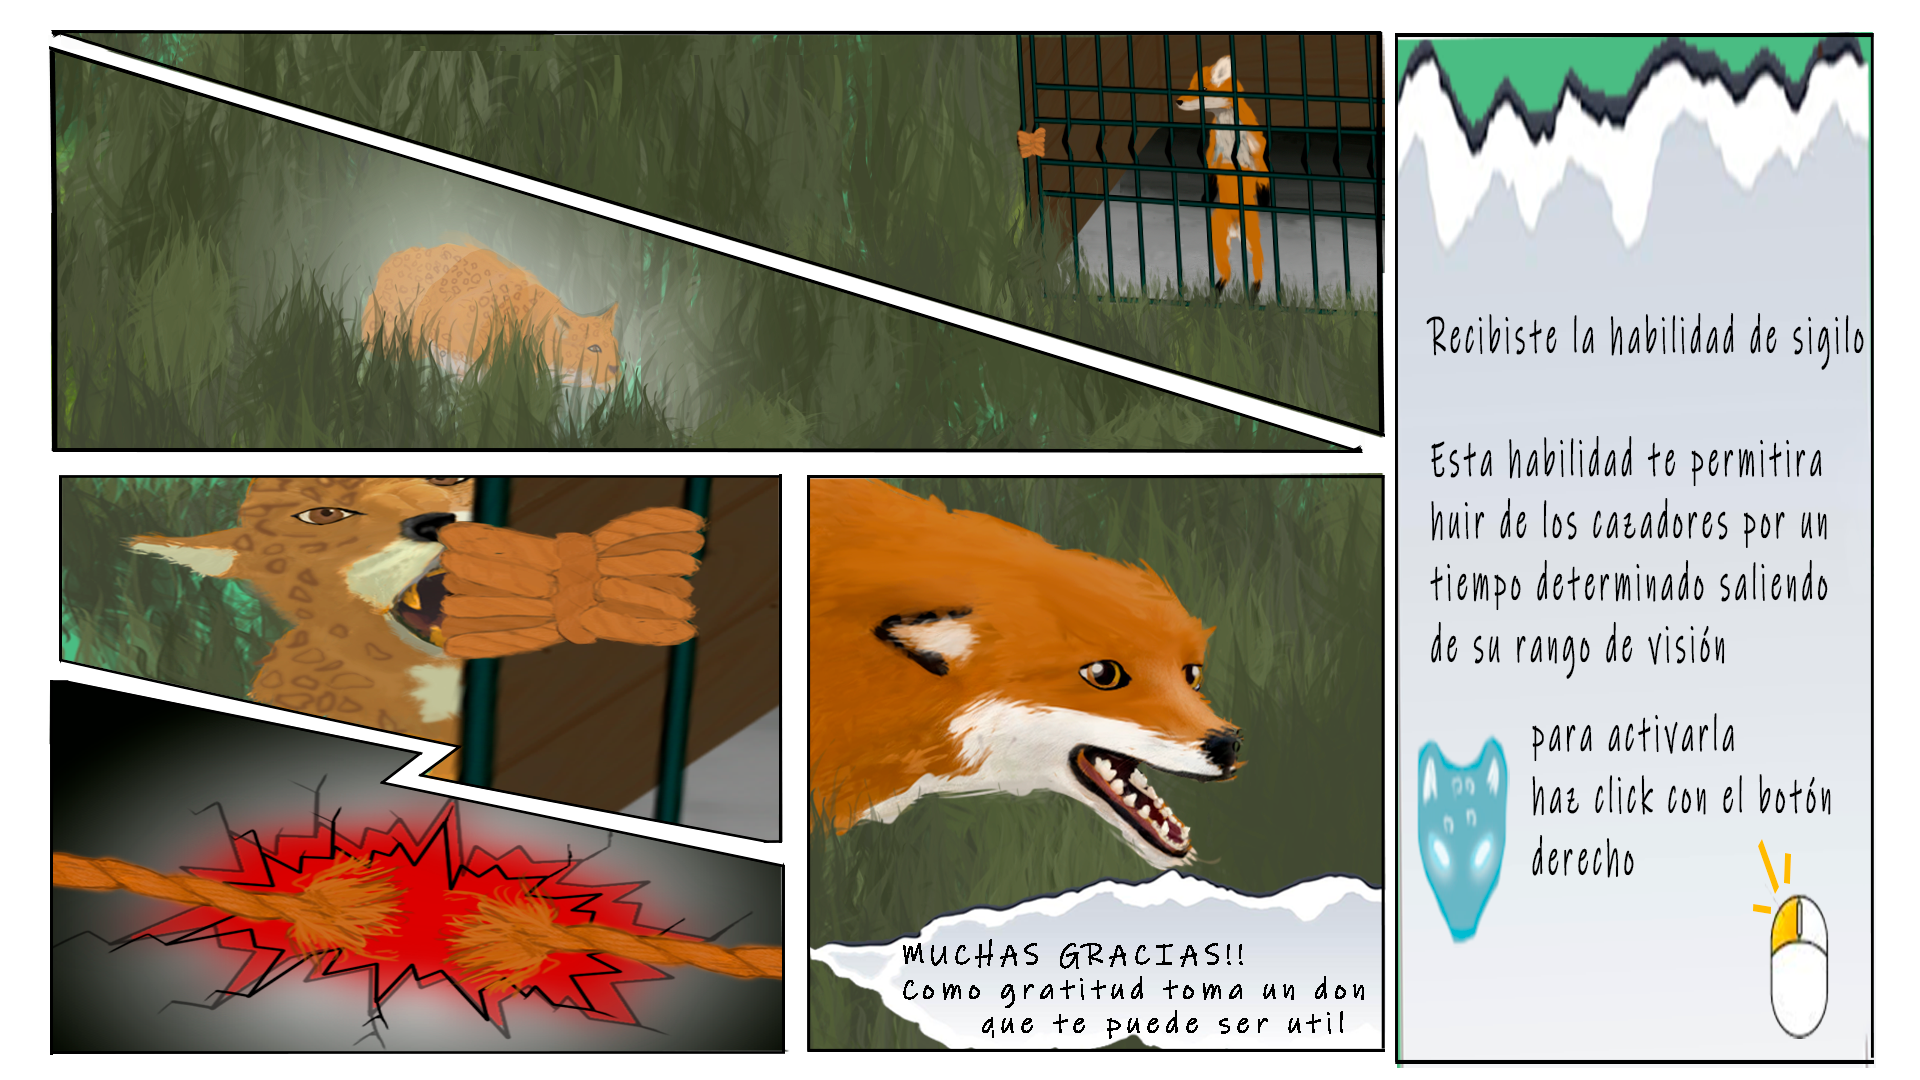 MUCHAS GRACIAS!!
Como gratitud toma un don
que te puede ser util
Recibiste la habilidad de sigilo
Esta habilidad te permitira
huir de los cazadores por un
tiempo determinado saliendo
de su rango de visión
para activarla
haz click con el botón
derecho